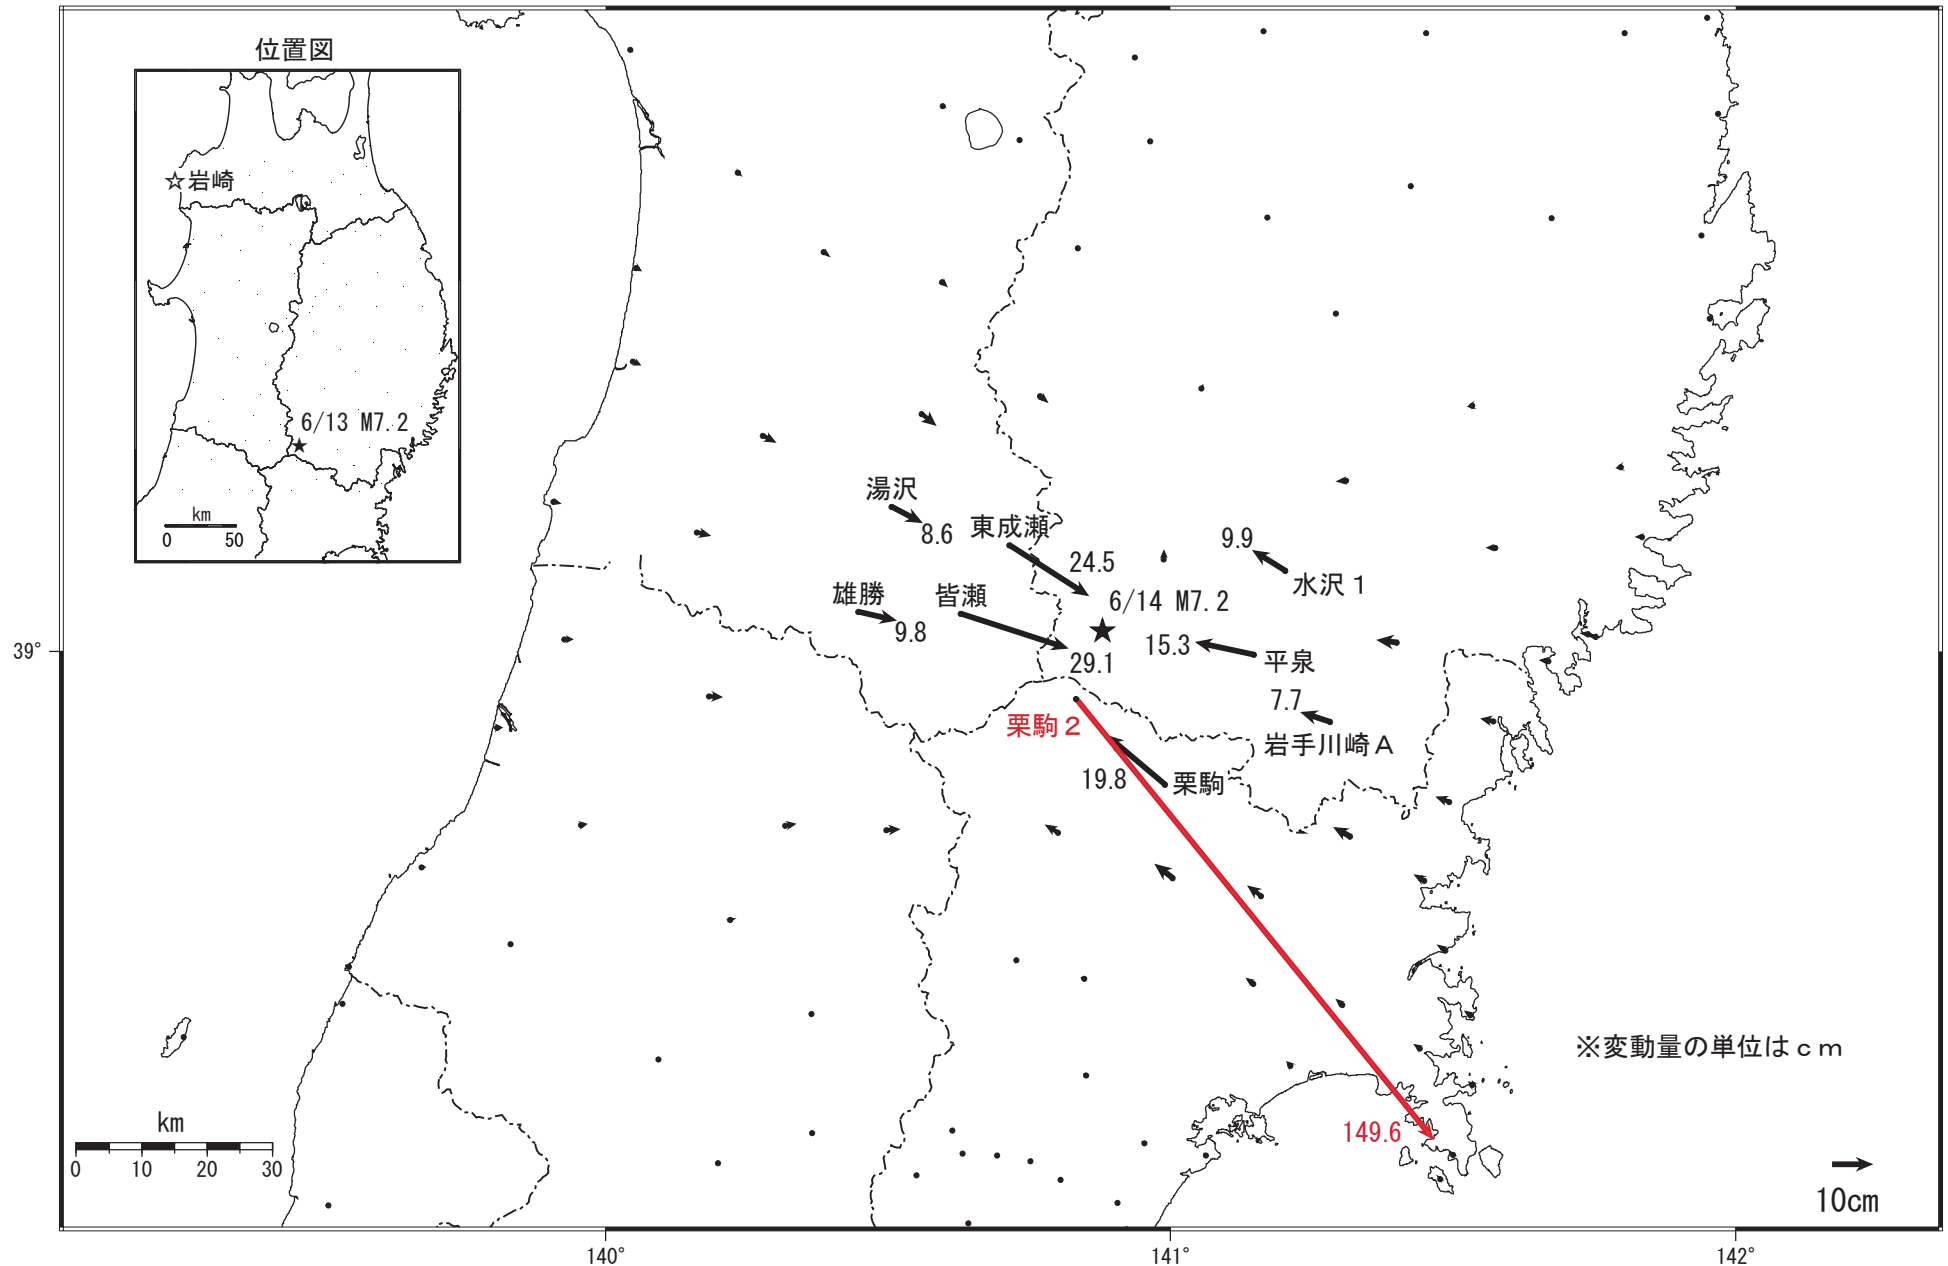 位置図
☆岩崎
6/13 M7.2
km
0 50
湯沢
8.6
東成瀬
24.5
9.9
水沢１
雄勝
9.8
皆瀬
29.1
6/14 M7.2
15.3
平泉
7.7
岩手川崎Ａ
栗駒２
19.8
栗駒
39°
※変動量の単位はｃｍ
149.6
km
0 10 20 30
10cm
140° 141° 142°